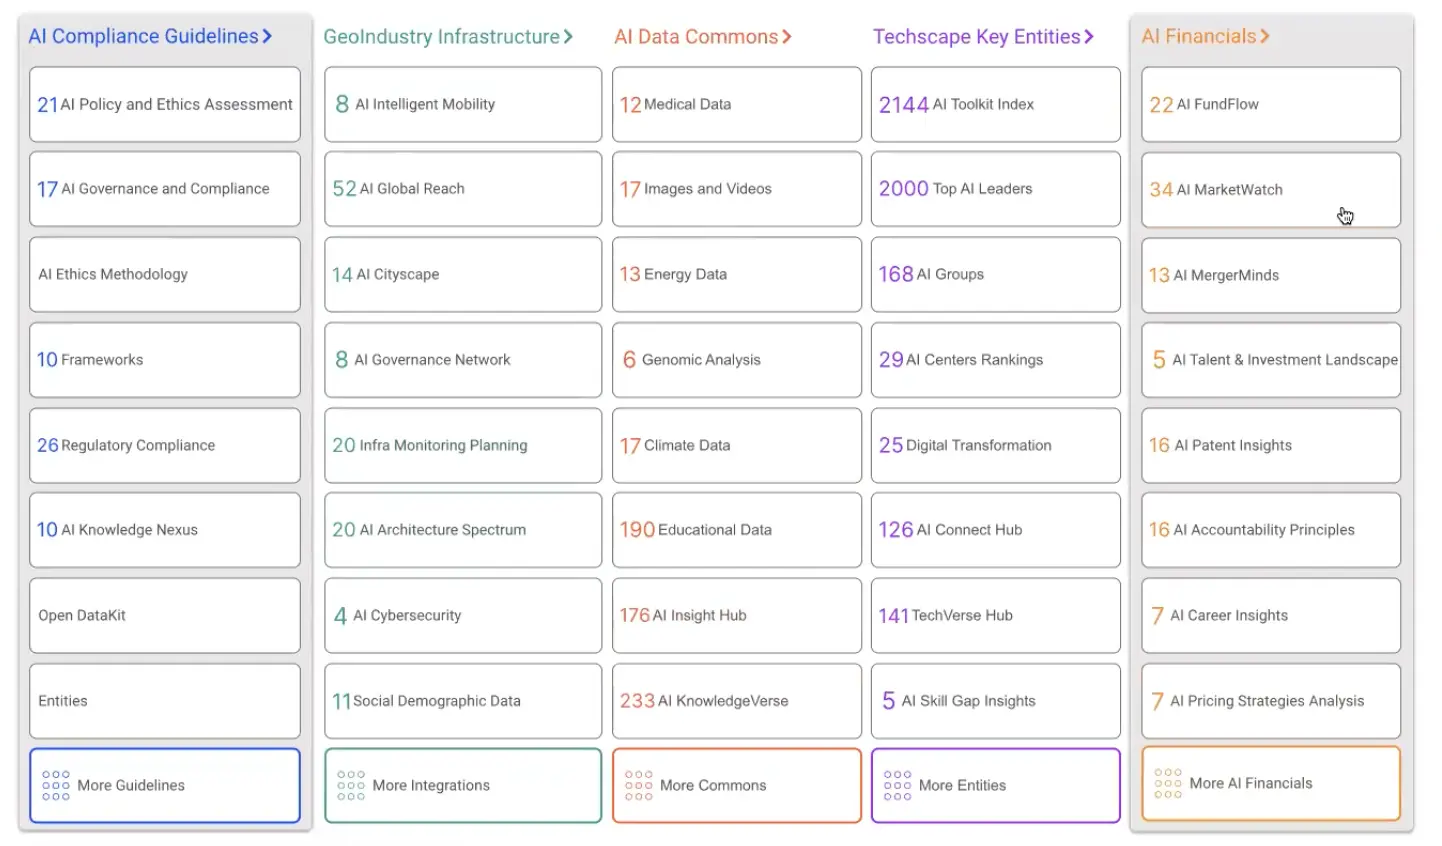 AI Compliance Guidelines
21 AI Policy and Ethics Assessment
17 AI Governance and Compliance
AI Ethics Methodology
10 Frameworks
26 Regulatory Compliance
10 AI Knowledge Nexus
Open DataKit
Entities
More Guidelines
GeoIndustry Infrastructure
8 AI Intelligent Mobility
52 AI Global Reach
14 AI Cityscape
8 AI Governance Network
20 Infra Monitoring Planning
20 AI Architecture Spectrum
4 AI Cybersecurity
11 Social Demographic Data
More Integrations
AI Data Commons
12 Medical Data
17 Images and Videos
13 Energy Data
6 Genomic Analysis
17 Climate Data
190 Educational Data
176 AI Insight Hub
233 AI KnowledgeVerse
More Commons
Techscape Key Entities
2144 AI Toolkit Index
2000 Top AI Leaders
168 AI Groups
29 AI Centers Rankings
25 Digital Transformation
126 AI Connect Hub
141 TechVerse Hub
5 AI Skill Gap Insights
More Entities
AI Financials
22 AI FundFlow
34 AI MarketWatch
13 AI MergerMinds
5 AI Talent & Investment Landscape
16 AI Patent Insights
16 AI Accountability Principles
7 AI Career Insights
7 AI Pricing Strategies Analysis
More AI Financials